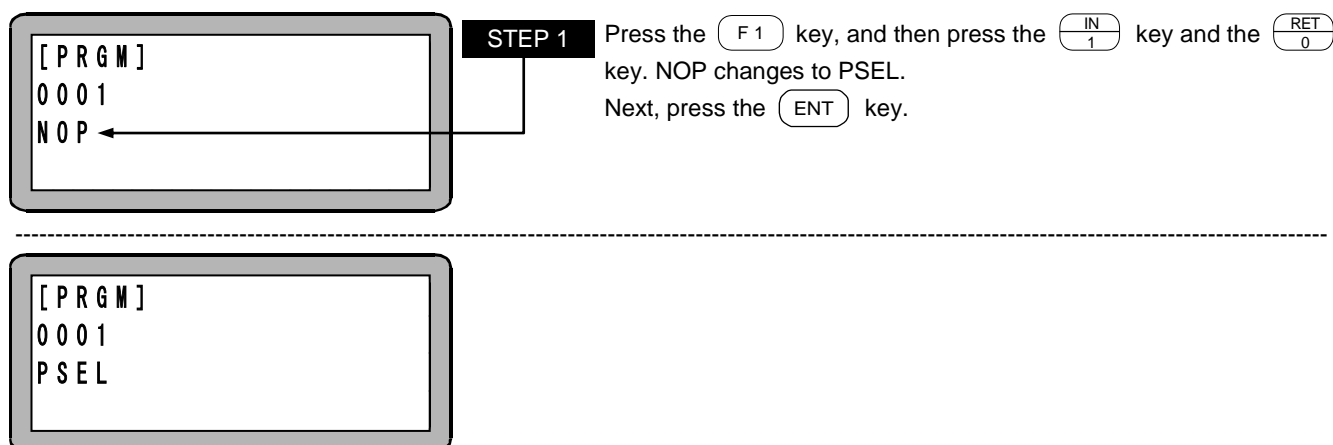 [PRGM]
0001
NOP
STEP 1
Press the F 1 key, and then press the IN 1 key and the RET 0
key. NOP changes to PSEL.
Next, press the ENT key.
[PRGM]
0001
PSEL